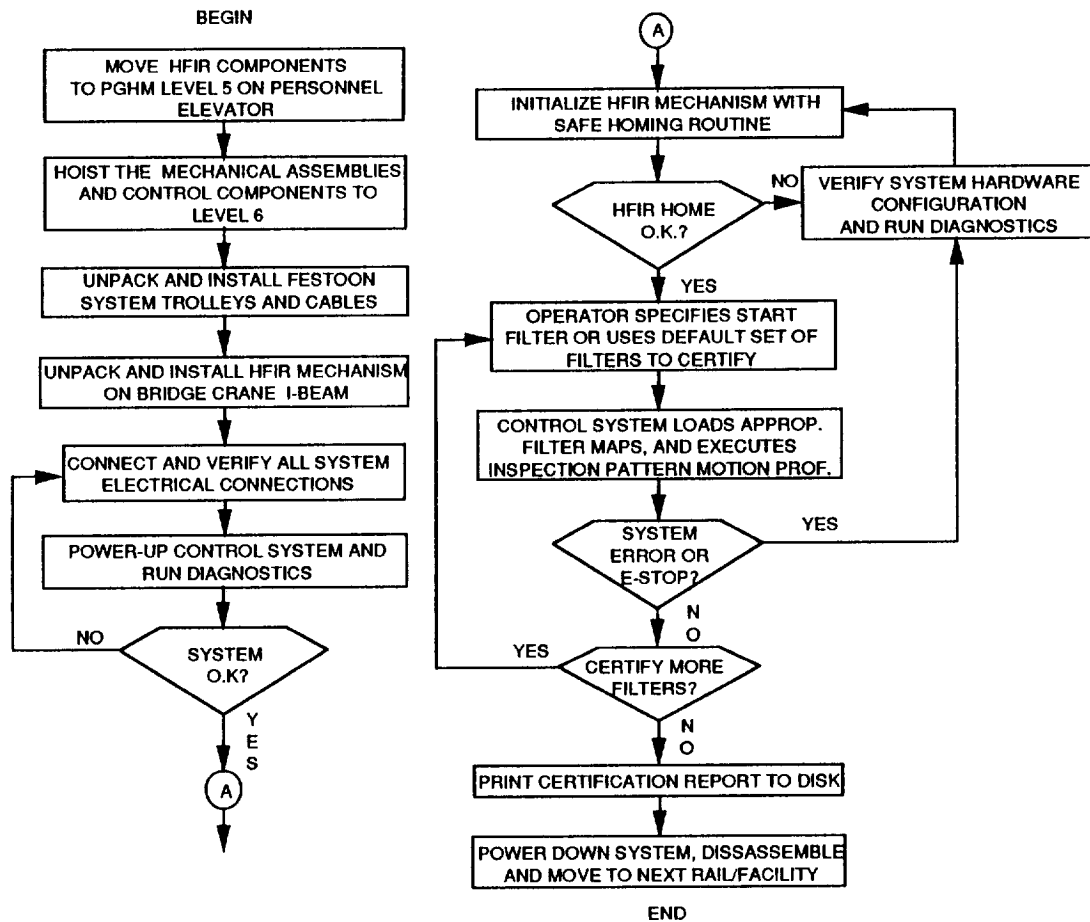 BEGIN
MOVE HFIR COMPONENTS
TO PGHM LEVEL 5 ON PERSONNEL
ELEVATOR
HOIST THE MECHANICAL ASSEMBLIES
AND CONTROL COMPONENTS TO
LEVEL 6
UNPACK AND INSTALL FESTOON
SYSTEM TROLLEYS AND CABLES
UNPACK AND INSTALL HFIR MECHANISM
ON BRIDGE CRANE I-BEAM
CONNECT AND VERIFY ALL SYSTEM
ELECTRICAL CONNECTIONS
POWER-UP CONTROL SYSTEM AND
RUN DIAGNOSTICS
NO
SYSTEM
O.K?
YES
A
A
INITIALIZE HFIR MECHANISM WITH
SAFE HOMING ROUTINE
HFIR HOME
O.K.?
NO
VERIFY SYSTEM HARDWARE
CONFIGURATION
AND RUN DIAGNOSTICS
YES
OPERATOR SPECIFIES START
FILTER OR USES DEFAULT SET OF
FILTERS TO CERTIFY
CONTROL SYSTEM LOADS APPROP.
FILTER MAPS, AND EXECUTES
INSPECTION PATTERN MOTION PROF.
SYSTEM
ERROR OR
E-STOP?
YES
NO
YES
CERTIFY MORE
FILTERS?
NO
PRINT CERTIFICATION REPORT TO DISK
POWER DOWN SYSTEM, DISSASSEMBLE
AND MOVE TO NEXT RAIL/FACILITY
END